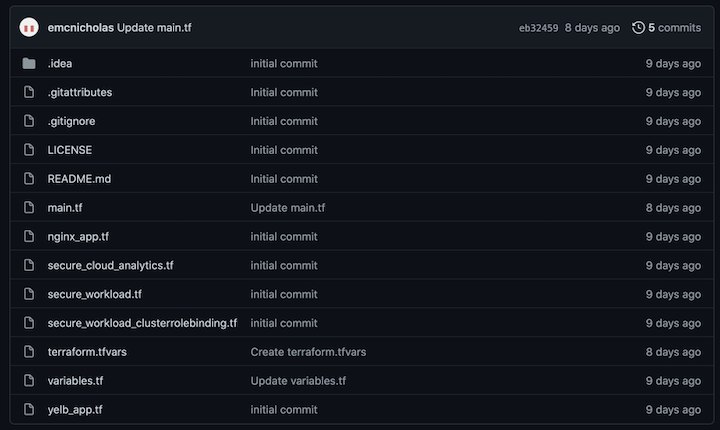 emcnicholas Update main.tf eb32459 8 days ago 5 commits
.idea initial commit 9 days ago
.gitattributes Initial commit 9 days ago
.gitignore Initial commit 9 days ago
LICENSE Initial commit 9 days ago
README.md Initial commit 9 days ago
main.tf Update main.tf 8 days ago
nginx_app.tf initial commit 9 days ago
secure_cloud_analytics.tf initial commit 9 days ago
secure_workload.tf initial commit 9 days ago
secure_workload_clusterrolebinding.tf initial commit 9 days ago
terraform.tfvars Create terraform.tfvars 8 days ago
variables.tf Update variables.tf 9 days ago
yelb_app.tf initial commit 9 days ago